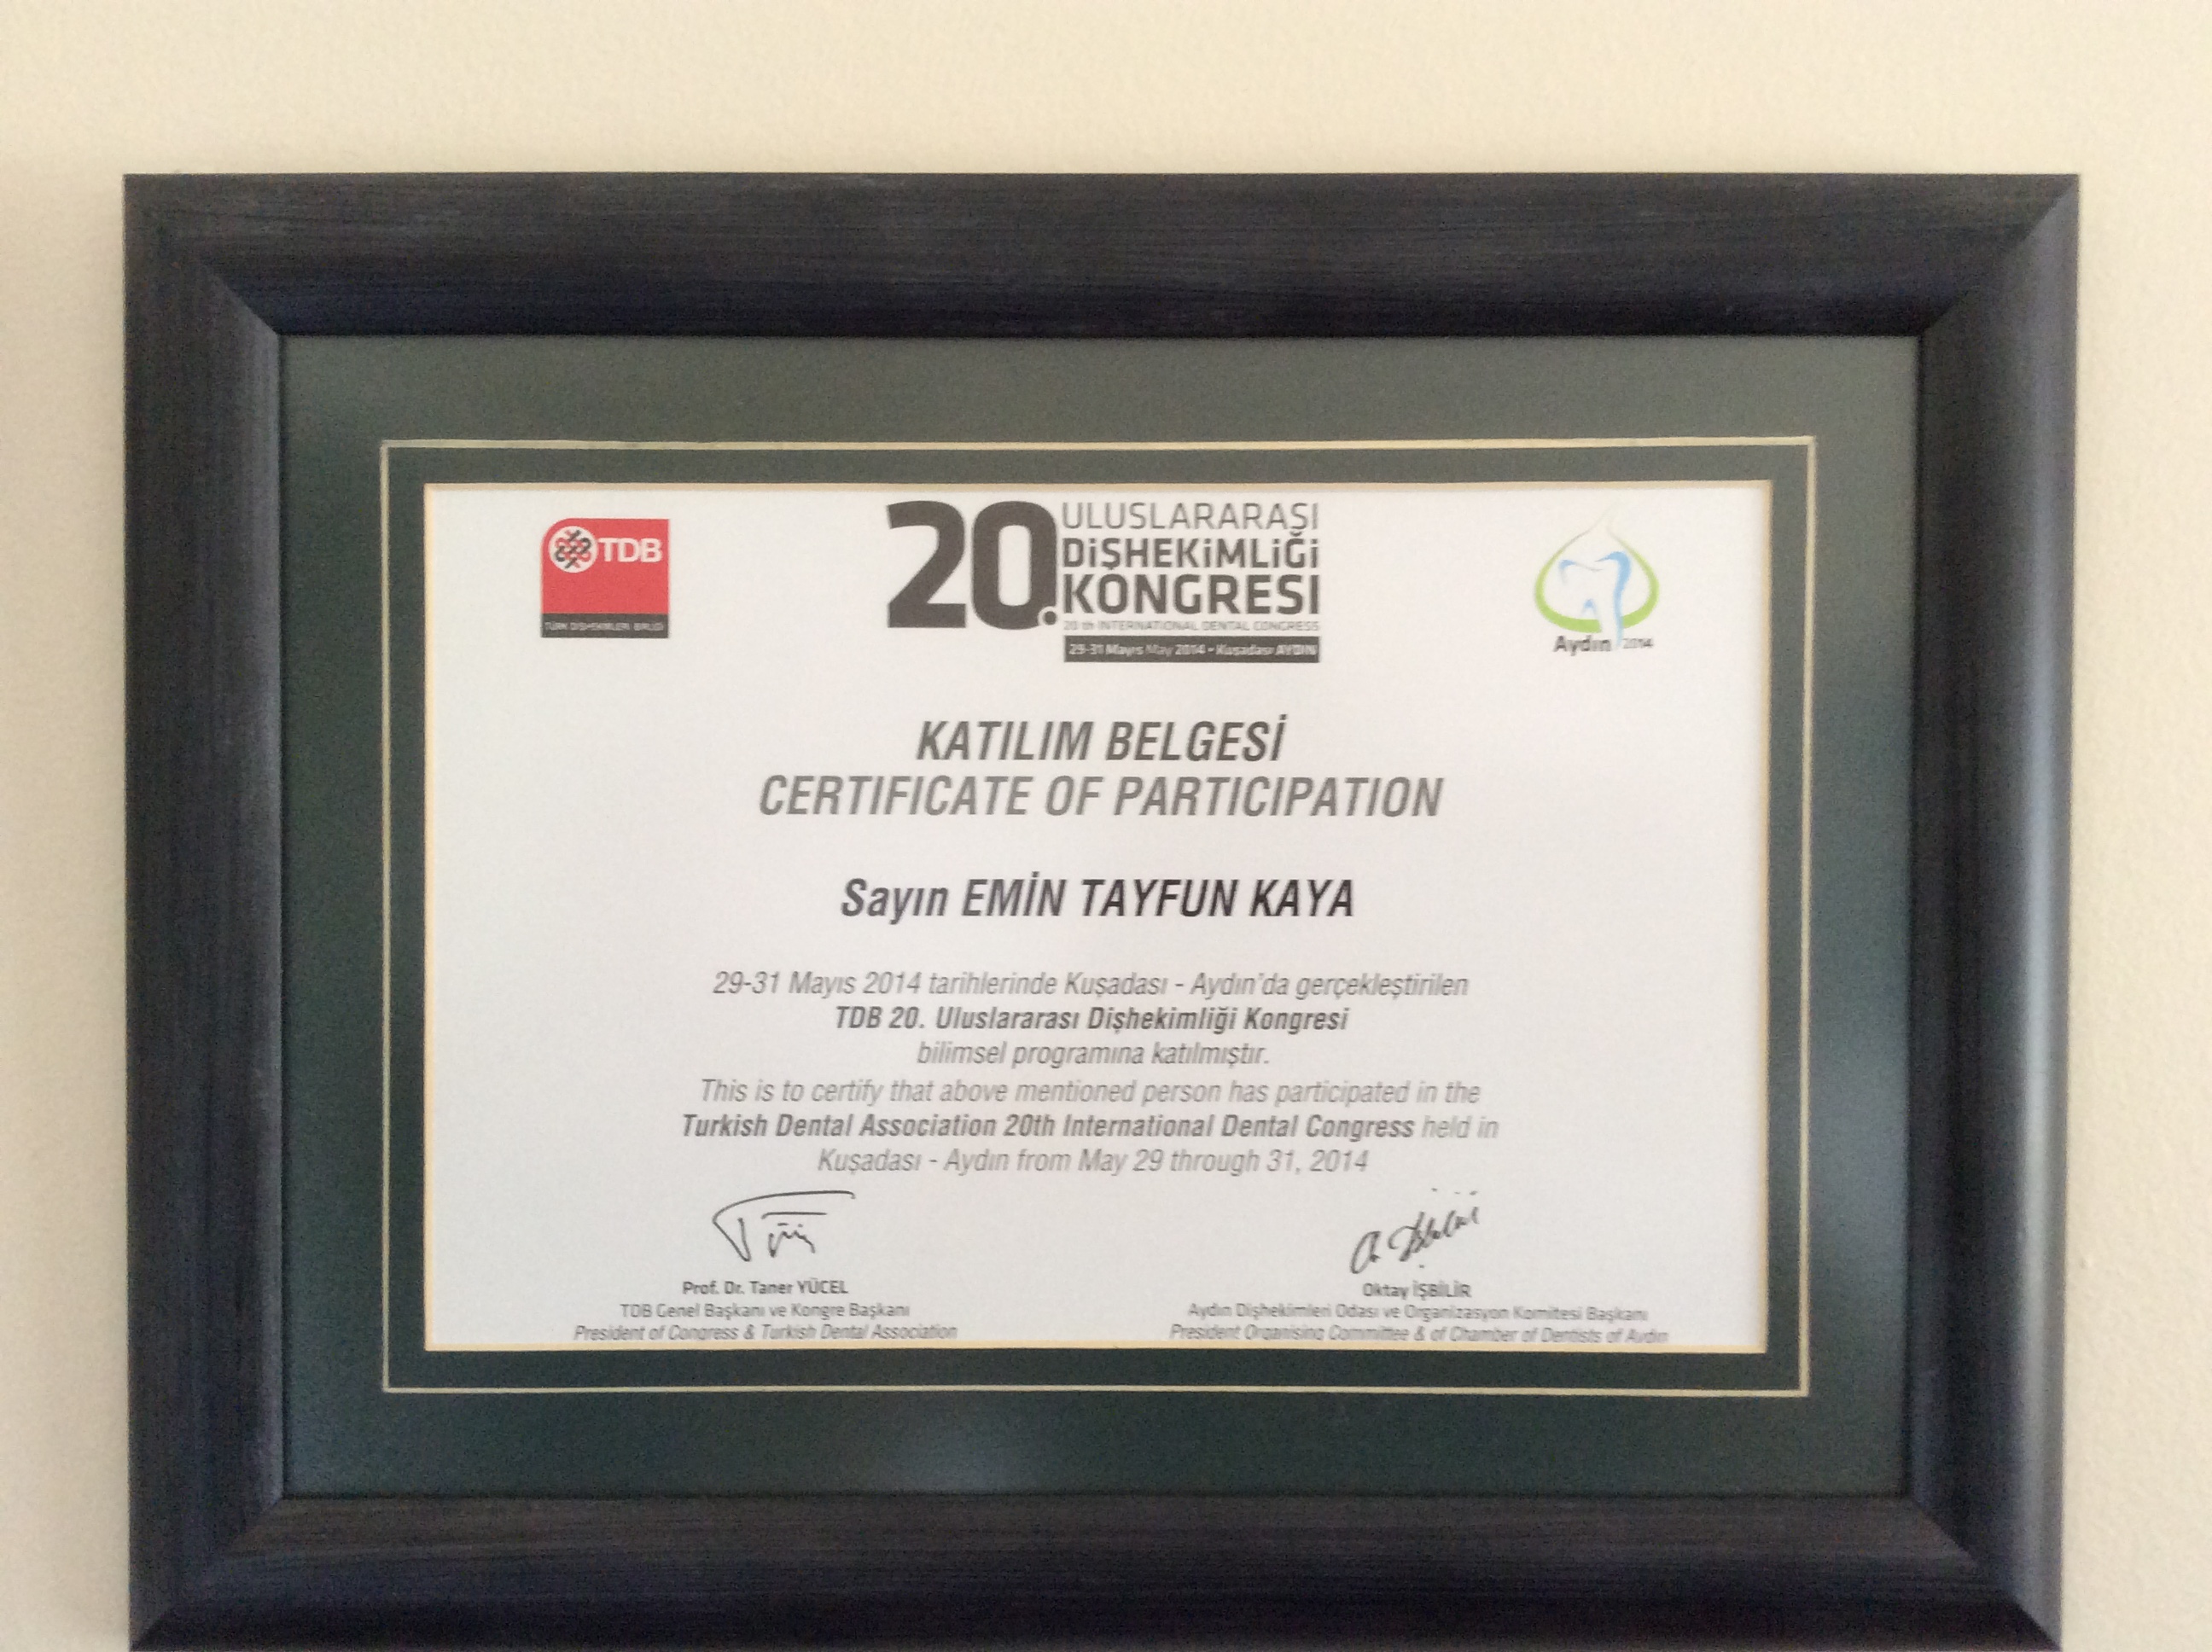 TDB
TÜRK DİŞHEKİMLERİ BİRLİĞİ
20. ULUSLARARASI
DİŞHEKİMLİĞİ
KONGRESI
20 th INTERNATIONAL DENTAL CONGRESS
29-31 Mayıs May 2014 - Kuşadası AYDIN
Aydın 2014
KATILIM BELGESİ
CERTIFICATE OF PARTICIPATION
Sayın EMİN TAYFUN KAYA
29-31 Mayıs 2014 tarihlerinde Kuşadası - Aydın'da gerçekleştirilen
TDB 20. Uluslararası Dişhekimliği Kongresi
bilimsel programına katılmıştır.
This is to certify that above mentioned person has participated in the
Turkish Dental Association 20th International Dental Congress held in
Kuşadası - Aydın from May 29 through 31, 2014
Prof. Dr. Taner YÜCEL
TDB Genel Başkanı ve Kongre Başkanı
President of Congress & Turkish Dental Association
Oktay İŞBİLİR
Aydın Dişhekimleri Odası ve Organizasyon Komitesi Başkanı
President Organising Committee & of Chamber of Dentists of Aydın